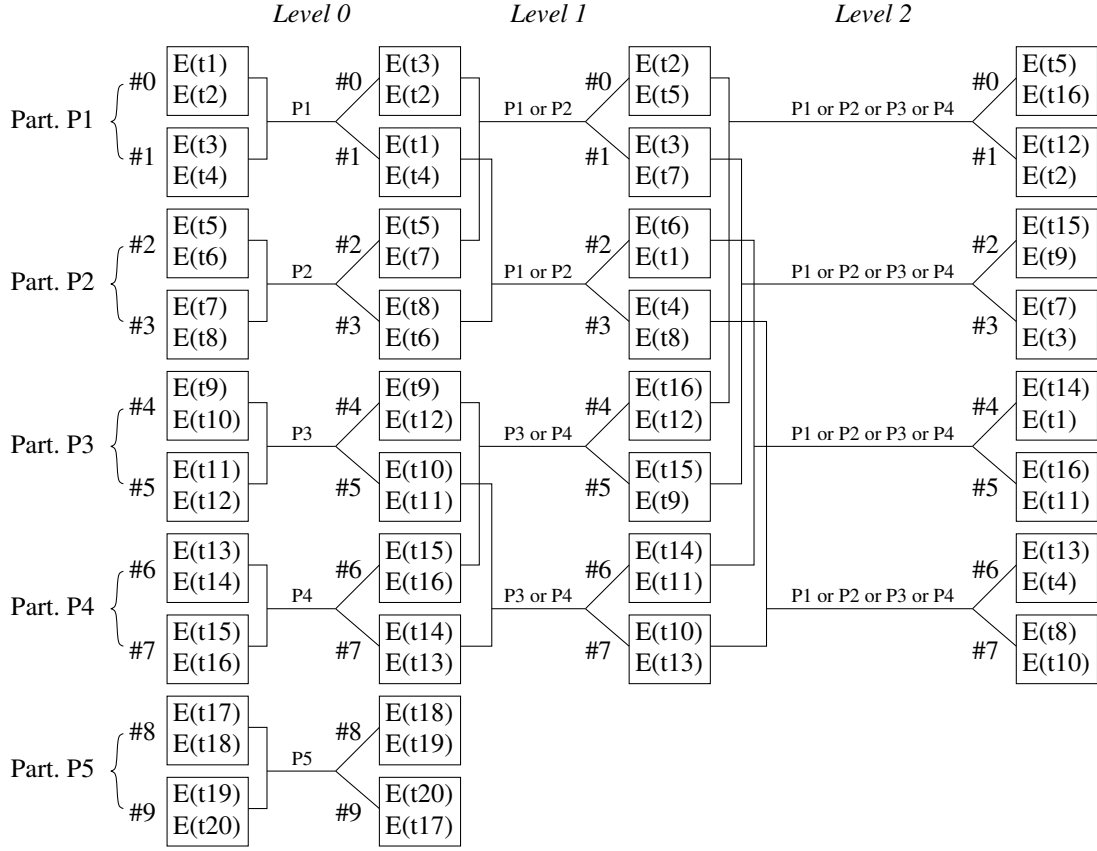 Level 0 Level 1 Level 2
Part. P1
#0 E(t1)
E(t2)
#1 E(t3)
E(t4)
P1
#0 E(t3)
E(t2)
#1 E(t1)
E(t4)
P1 or P2
#0 E(t2)
E(t5)
#1 E(t3)
E(t7)
P1 or P2 or P3 or P4
#0 E(t5)
E(t16)
#1 E(t12)
E(t2)
Part. P2
#2 E(t5)
E(t6)
#3 E(t7)
E(t8)
P2
#2 E(t5)
E(t7)
#3 E(t8)
E(t6)
P1 or P2
#2 E(t6)
E(t1)
#3 E(t4)
E(t8)
P1 or P2 or P3 or P4
#2 E(t15)
E(t9)
#3 E(t7)
E(t3)
Part. P3
#4 E(t9)
E(t10)
#5 E(t11)
E(t12)
P3
#4 E(t9)
E(t12)
#5 E(t10)
E(t11)
P3 or P4
#4 E(t16)
E(t12)
#5 E(t15)
E(t9)
P1 or P2 or P3 or P4
#4 E(t14)
E(t1)
#5 E(t16)
E(t11)
Part. P4
#6 E(t13)
E(t14)
#7 E(t15)
E(t16)
P4
#6 E(t15)
E(t16)
#7 E(t14)
E(t13)
P3 or P4
#6 E(t14)
E(t11)
#7 E(t10)
E(t13)
P1 or P2 or P3 or P4
#6 E(t13)
E(t4)
#7 E(t8)
E(t10)
Part. P5
#8 E(t17)
E(t18)
#9 E(t19)
E(t20)
P5
#8 E(t18)
E(t19)
#9 E(t20)
E(t17)